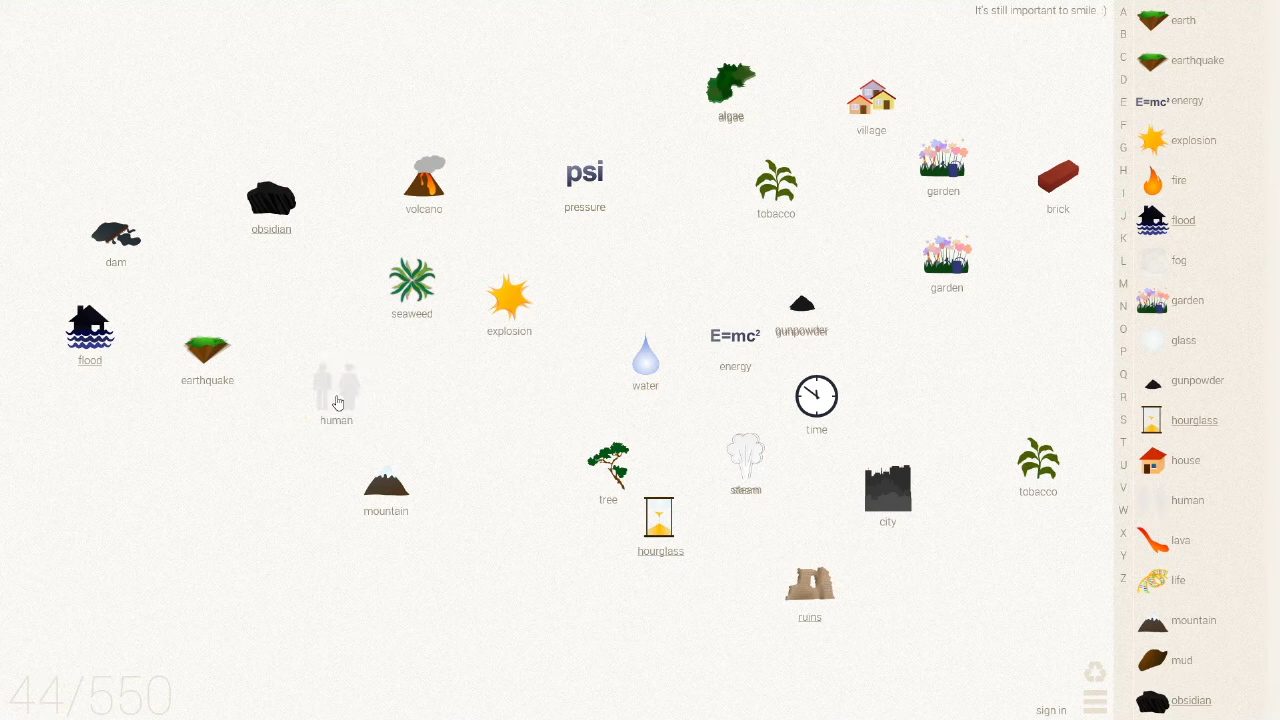 It's still important to smile :)
algae
village
psi
volcano
pressure
tobacco
garden
brick
obsidian
dam
seaweed
explosion
garden
gunpowder
flood
earthquake
human
water
E=mc²
energy
time
mountain
tree
steam
hourglass
city
tobacco
ruins
44/550
sign in
A
B
C
D
E
F
G
H
I
J
K
L
M
N
O
P
Q
R
S
T
U
V
W
X
Y
Z
earth
earthquake
E=mc² energy
explosion
fire
flood
fog
garden
glass
gunpowder
hourglass
house
human
lava
life
mountain
mud
obsidian